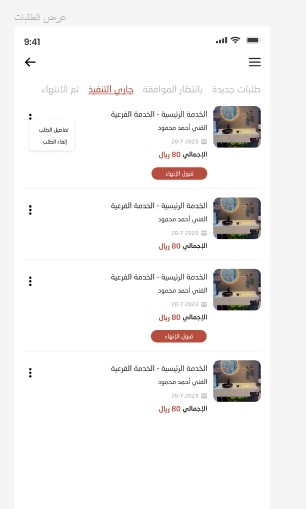 عرض الطلبات
9:41
طلبات جديدة بانتظار الموافقة جاري التنفيذ تم الانتهاء
الخدمة الرئيسية - الخدمة الفرعية
الفني أحمد محمود
20-7-2023
الإجمالي 80 ريال
قبول الإنهاء
تفاصيل الطلب
إلغاء الطلب
الخدمة الرئيسية - الخدمة الفرعية
الفني أحمد محمود
20-7-2023
الإجمالي 80 ريال
الخدمة الرئيسية - الخدمة الفرعية
الفني أحمد محمود
20-7-2023
الإجمالي 80 ريال
قبول الإنهاء
الخدمة الرئيسية - الخدمة الفرعية
الفني أحمد محمود
20-7-2023
الإجمالي 80 ريال